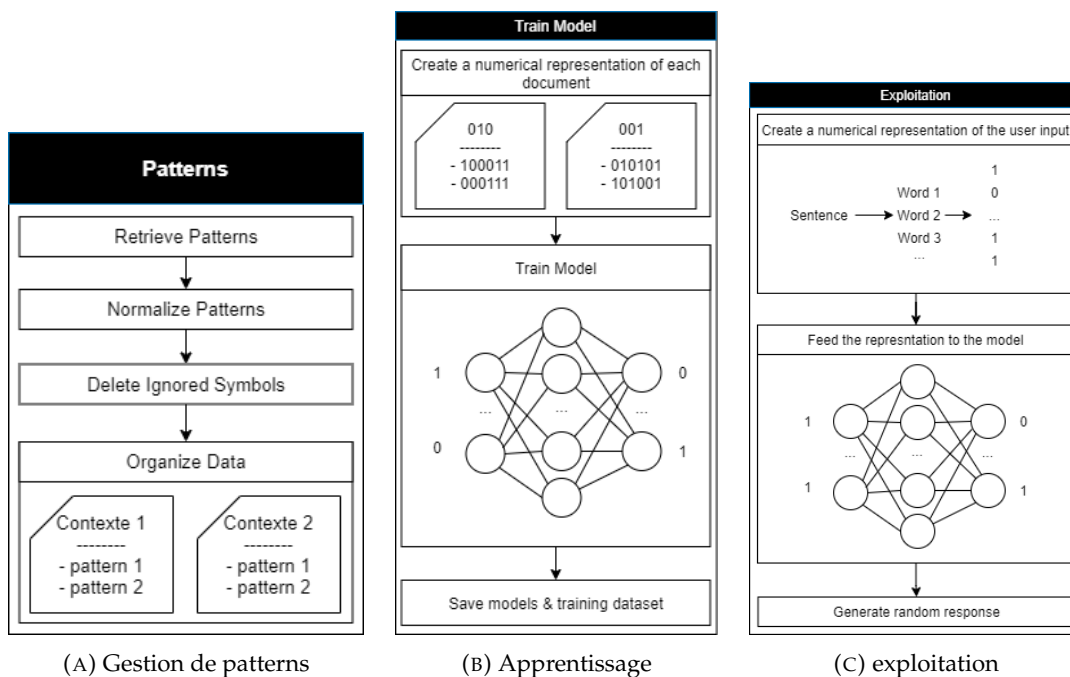 Patterns
Retrieve Patterns
Normalize Patterns
Delete Ignored Symbols
Organize Data
Contexte 1
--------
- pattern 1
- pattern 2
Contexte 2
--------
- pattern 1
- pattern 2
(A) Gestion de patterns
Train Model
Create a numerical representation of each
document
010
--------
- 100011
- 000111
001
--------
- 010101
- 101001
Train Model
1
0
...
...
...
0
1
Save models & training dataset
(B) Apprentissage
Exploitation
Create a numerical representation of the user input
Sentence
Word 1
Word 2
Word 3
...
1
0
...
1
1
Feed the represntation to the model
1
1
...
...
...
0
1
Generate random response
(C) exploitation